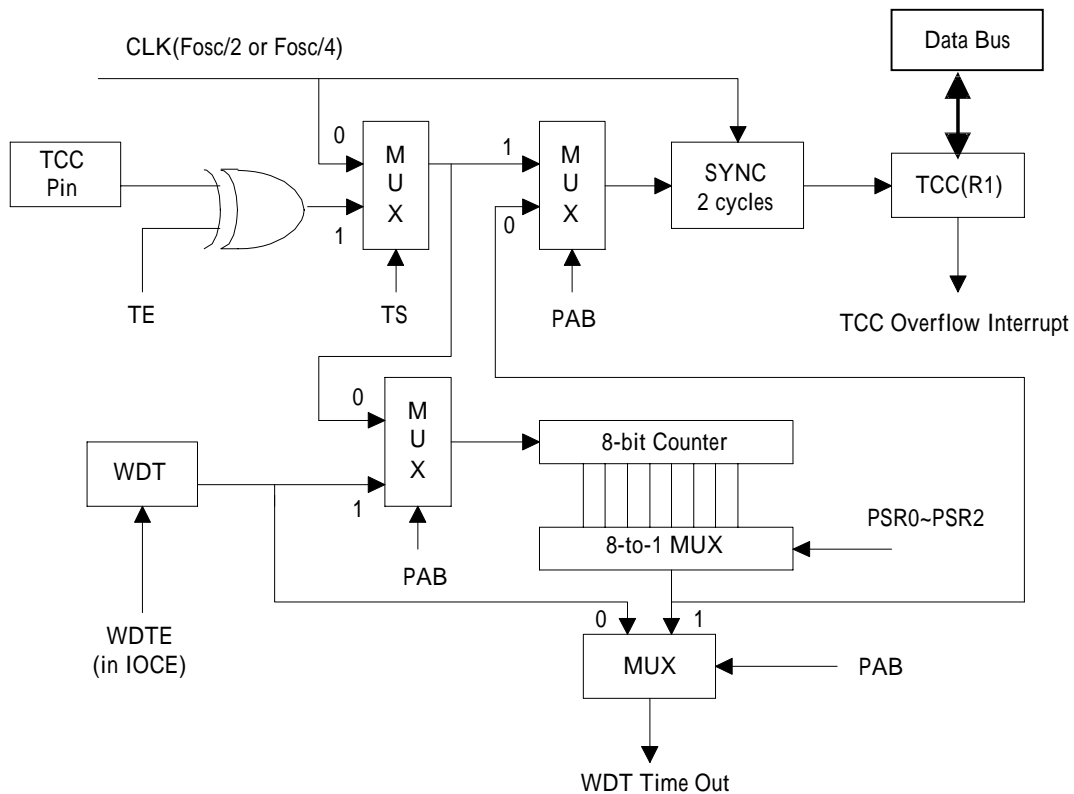 CLK(Fosc/2 or Fosc/4)
Data Bus
0
TCC
Pin
1
M
U
X
1
0
M
U
X
SYNC
2 cycles
TCC(R1)
TE
TS
PAB
TCC Overflow Interrupt
0
1
M
U
X
8-bit Counter
WDT
PSR0~PSR2
8-to-1 MUX
PAB
WDTE
(in IOCE)
0
1
MUX
PAB
WDT Time Out